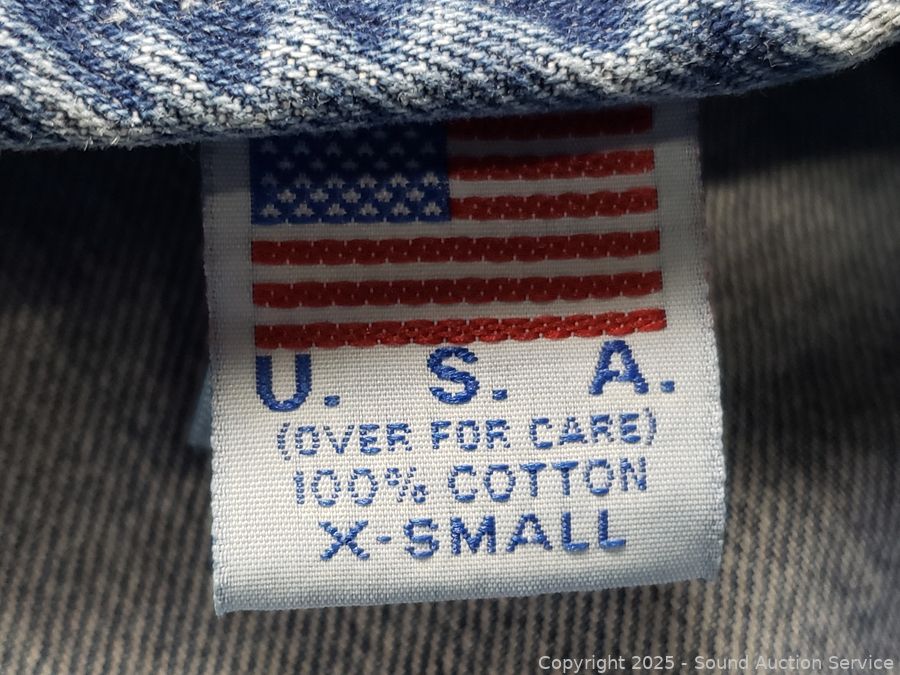 U. S. A.
(OVER FOR CARE)
100% COTTON
X-SMALL
Copyright 2025 - Sound Auction Service